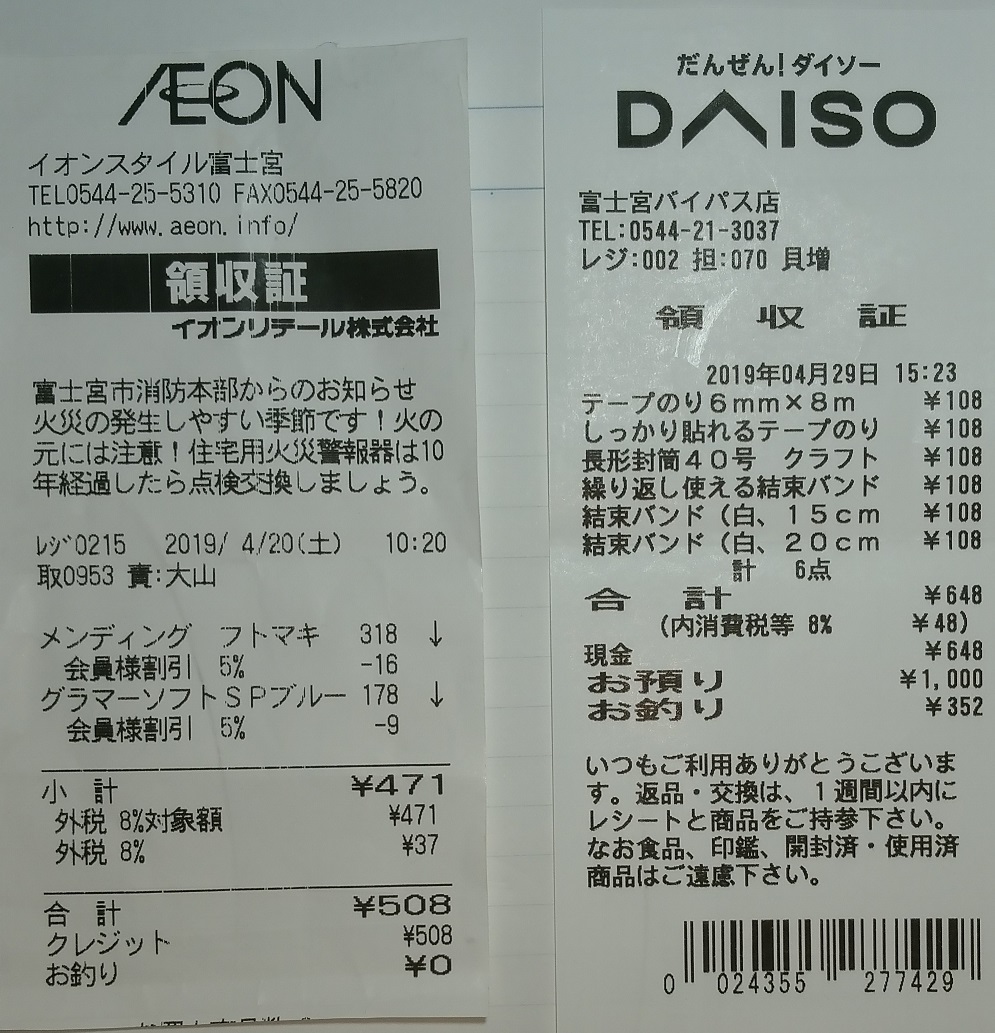 ÆON
イオンスタイル富士宮
TEL0544-25-5310 FAX0544-25-5820
http://www.aeon.info/
領収証
イオンリテール株式会社
富士宮市消防本部からのお知らせ
火災の発生しやすい季節です！火の
元には注意！住宅用火災警報器は10
年経過したら点検交換しましょう。
ﾚｼﾞ0215 2019/ 4/20(土) 10:20
取0953 責:大山
メンディング フトマキ 318 ↓
会員様割引 5% -16
グラマーソフトＳＰブルー 178 ↓
会員様割引 5% -9
小 計 ¥471
外税 8%対象額 ¥471
外税 8% ¥37
合 計 ¥508
クレジット ¥508
お釣り ¥0
だんぜん！ダイソー
DAISO
富士宮バイパス店
TEL:0544-21-3037
レジ:002 担:070 貝増
領 収 証
2019年04月29日 15:23
テープのり６ｍｍ×８ｍ ¥108
しっかり貼れるテープのり ¥108
長形封筒４０号 クラフト ¥108
繰り返し使える結束バンド ¥108
結束バンド（白、１５ｃｍ ¥108
結束バンド（白、２０ｃｍ ¥108
計 6点
合 計 ¥648
(内消費税等 8% ¥48)
現金 ¥648
お預り ¥1,000
お釣り ¥352
いつもご利用ありがとうございま
す。返品・交換は、１週間以内に
レシートと商品をご持参下さい。
なお食品、印鑑、開封済・使用済
商品はご遠慮下さい。
0 024355 277429